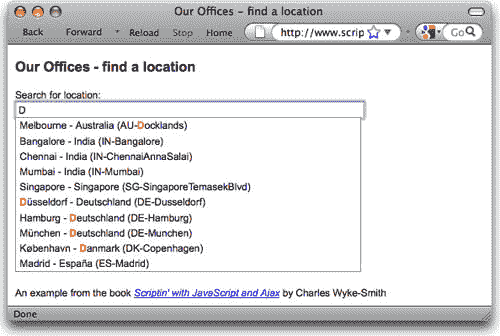 Our Offices - find a location
Back Forward Reload Stop Home http://www.scrip Go
Our Offices - find a location
Search for location:
D
Melbourne - Australia (AU-Docklands)
Bangalore - India (IN-Bangalore)
Chennai - India (IN-ChennaiAnnaSalai)
Mumbai - India (IN-Mumbai)
Singapore - Singapore (SG-SingaporeTemasekBlvd)
Düsseldorf - Deutschland (DE-Dusseldorf)
Hamburg - Deutschland (DE-Hamburg)
München - Deutschland (DE-Munchen)
København - Danmark (DK-Copenhagen)
Madrid - España (ES-Madrid)
An example from the book Scriptin' with JavaScript and Ajax by Charles Wyke-Smith
Done